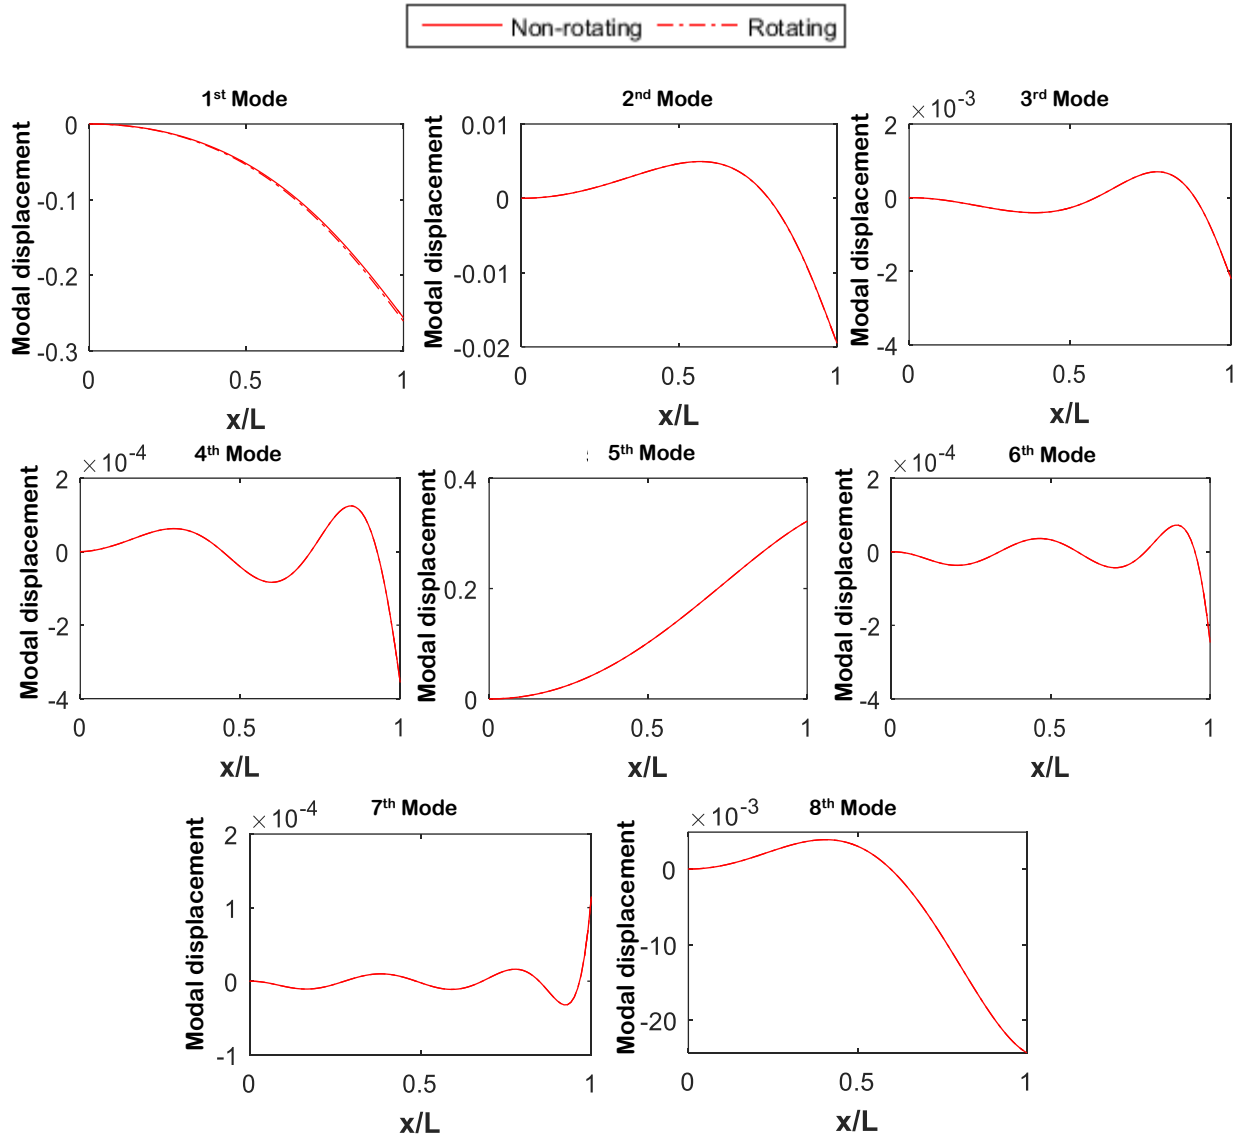 Non-rotating Rotating
1st Mode
2nd Mode
3rd Mode
×10-3
Modal displacement
0
-0.1
-0.2
-0.3
0 0.5 1
x/L
Modal displacement
0.01
0
-0.01
-0.02
0 0.5 1
x/L
Modal displacement
2
0
-2
-4
0 0.5 1
x/L
4th Mode
×10-4
Modal displacement
2
0
-2
-4
0 0.5 1
x/L
5th Mode
Modal displacement
0.4
0.2
0
0 0.5 1
x/L
6th Mode
×10-4
Modal displacement
2
0
-2
-4
0 0.5 1
x/L
7th Mode
×10-4
Modal displacement
2
1
0
-1
0 0.5 1
x/L
8th Mode
×10-3
Modal displacement
0
-10
-20
0 0.5 1
x/L